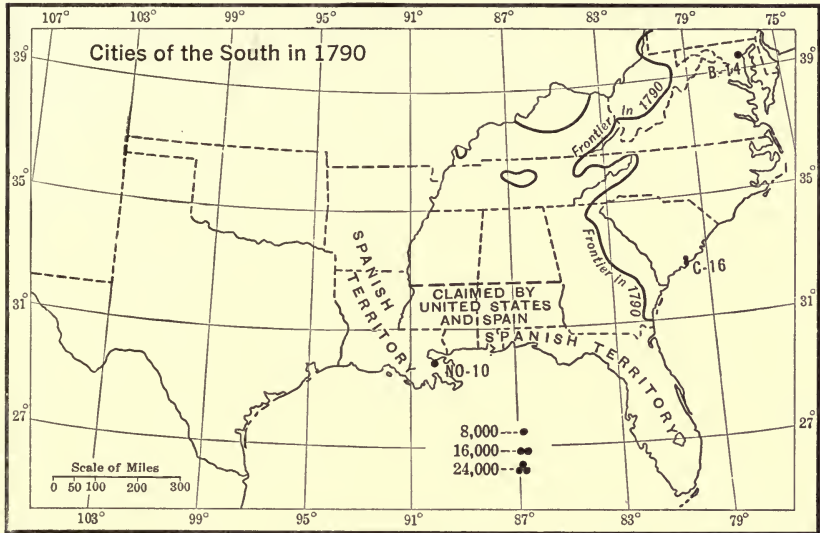 107° 103° 99° 95° 91° 87° 83° 79° 75°
Cities of the South in 1790
39° 39°
B-14
Frontier In 1790
35° 35°
Frontier in 1790
C-16
SPANISH TERRITORY
31° 31°
CLAIMED BY
UNITED STATES
AND SPAIN
SPANISH TERRITORY
NO-10
27° 27°
8,000
16,000
24,000
Scale of Miles
0 50 100 200 300
103° 99° 95° 91° 87° 83° 79°